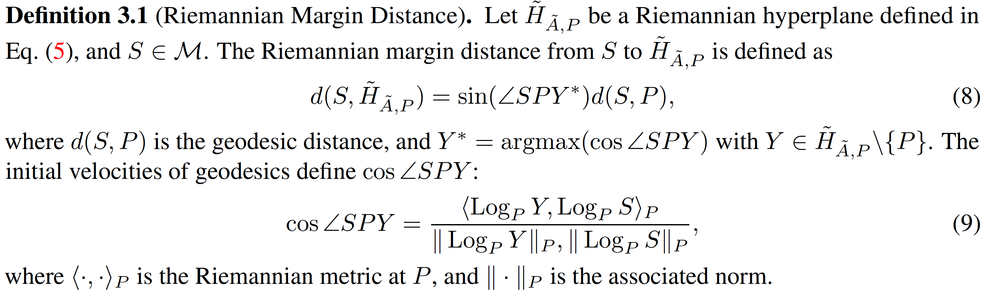 Definition 3.1 (Riemannian Margin Distance). Let $\tilde{H}_{\tilde{A},P}$ be a Riemannian hyperplane defined in
Eq. (5), and $S \in \mathcal{M}$. The Riemannian margin distance from $S$ to $\tilde{H}_{\tilde{A},P}$ is defined as
$d(S, \tilde{H}_{\tilde{A},P}) = \sin(\angle SPY^*)d(S, P),$ (8)
where $d(S, P)$ is the geodesic distance, and $Y^* = \operatorname{argmax}(\cos \angle SPY)$ with $Y \in \tilde{H}_{\tilde{A},P} \backslash \{P\}$. The
initial velocities of geodesics define $\cos \angle SPY$:
$\cos \angle SPY = \frac{\langle \operatorname{Log}_P Y, \operatorname{Log}_P S \rangle_P}{\| \operatorname{Log}_P Y \|_P, \| \operatorname{Log}_P S \|_P},$ (9)
where $\langle \cdot, \cdot \rangle_P$ is the Riemannian metric at $P$, and $\| \cdot \|_P$ is the associated norm.